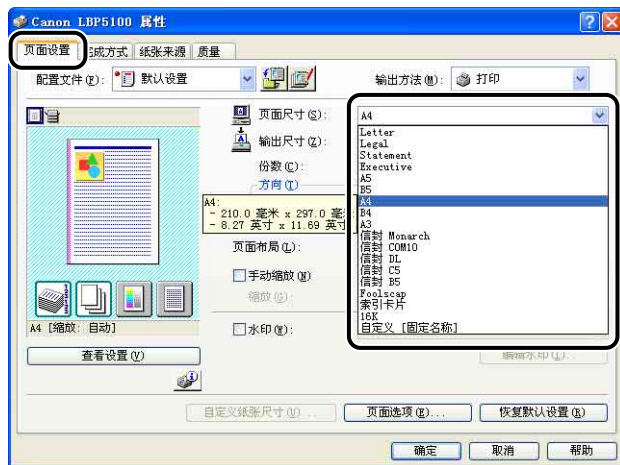 Canon LBP5100 属性
页面设置 完成方式 纸张来源 质量
配置文件(F): 默认设置 输出方法(M): 打印
页面尺寸(S): A4
输出尺寸(Z):
份数(C):
方向(T)
Letter
Legal
Statement
Executive
A5
B5
A4
B4
A3
信封 Monarch
信封 COM10
信封 DL
信封 C5
信封 B5
Foolscap
索引卡片
16K
自定义 [固定名称]
A4:
- 210.0 毫米 x 297.0 毫
- 8.27 英寸 x 11.69 英寸
页面布局(L):
手动缩放(N)
缩放(G):
水印(W):
A4 [缩放: 自动]
查看设置(V)
编辑水印(I)...
自定义纸张尺寸(U)... 页面选项(E)... 恢复默认设置(R)
确定 取消 帮助